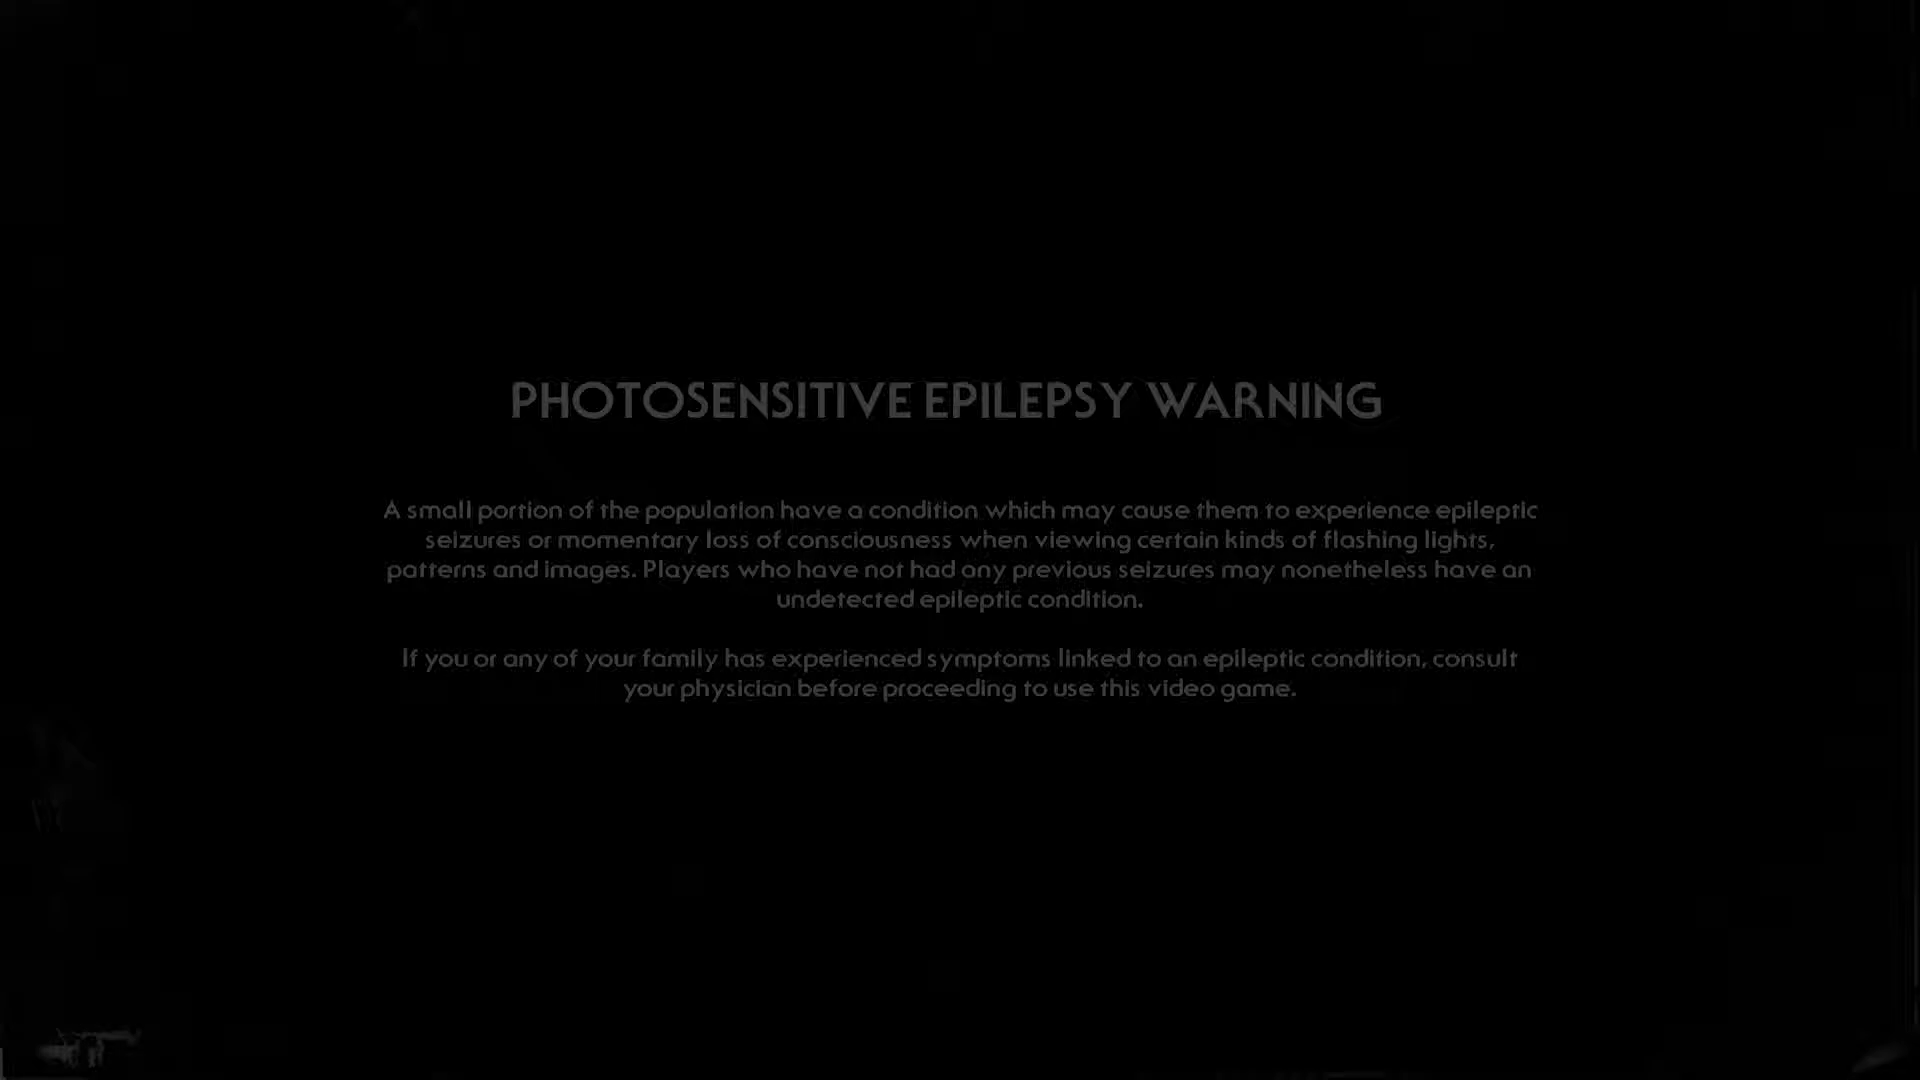 PHOTOSENSITIVE EPILEPSY WARNING
A small portion of the population have a condition which may cause them to experience epileptic
seizures or momentary loss of consciousness when viewing certain kinds of flashing lights,
patterns and images. Players who have not had any previous seizures may nonetheless have an
undetected epileptic condition.
If you or any of your family has experienced symptoms linked to an epileptic condition, consult
your physician before proceeding to use this video game.